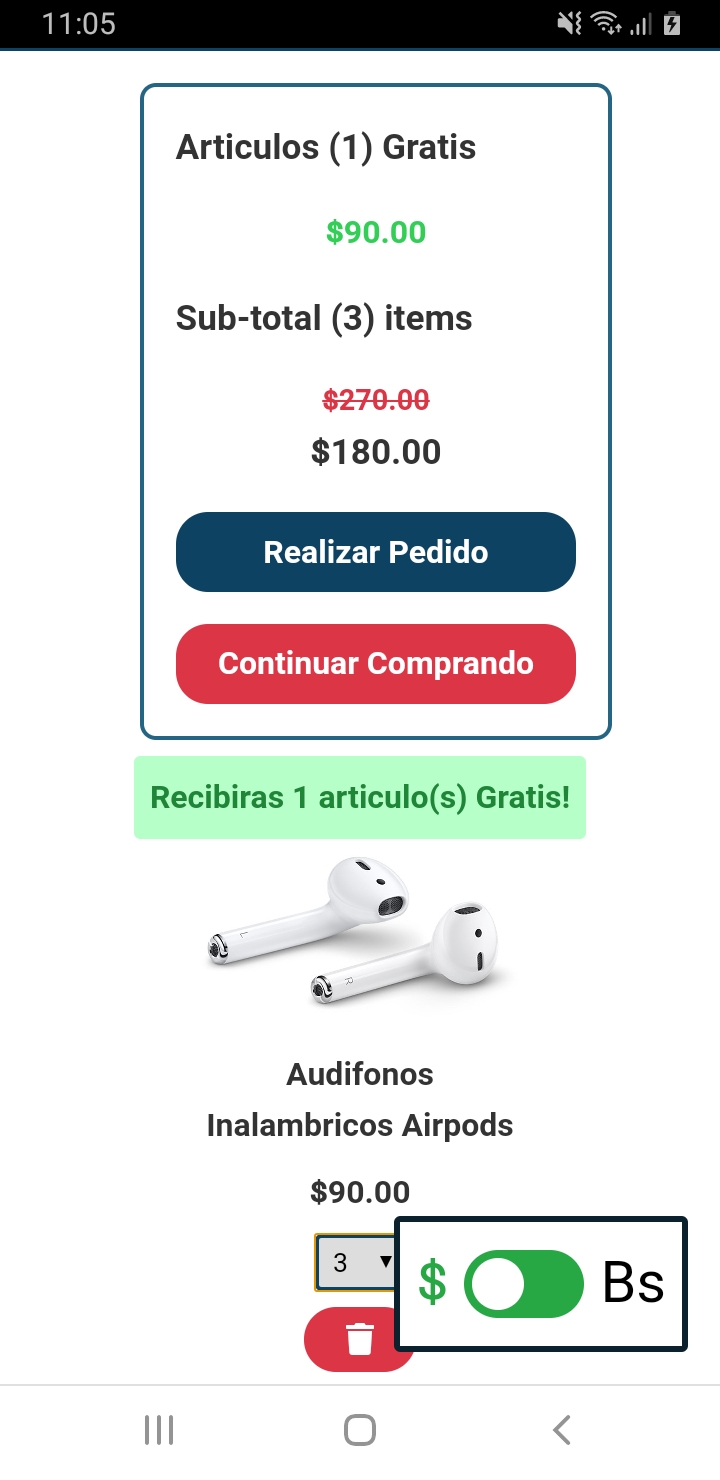 11:05
Articulos (1) Gratis
$90.00
Sub-total (3) items
$270.00
$180.00
Realizar Pedido
Continuar Comprando
Recibiras 1 articulo(s) Gratis!
L
R
Audifonos
Inalambricos Airpods
$90.00
3
$ Bs